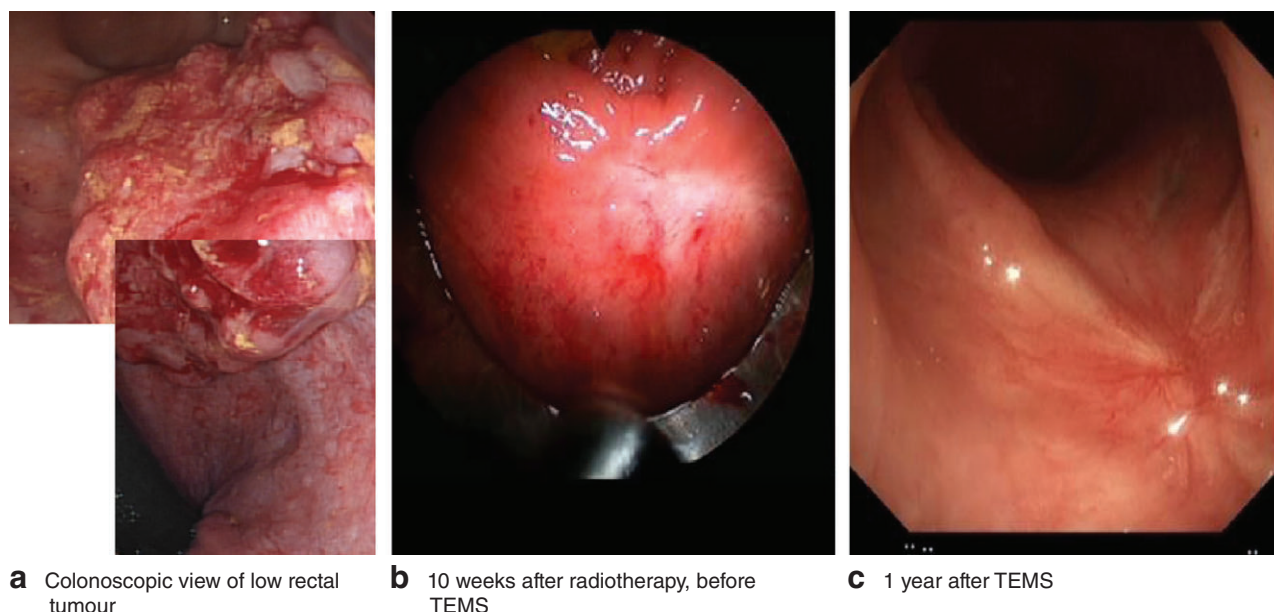 a Colonoscopic view of low rectal
tumour
b 10 weeks after radiotherapy, before
TEMS
c 1 year after TEMS